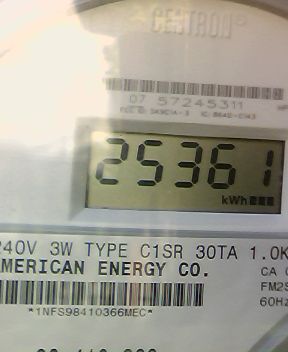 CENTRON®
07 57245311
25361
kWh
240V 3W TYPE C1SR 30TA 1.0K
AMERICAN ENERGY CO.
CA
FM2S
60Hz
*1NFS98410366MEC*